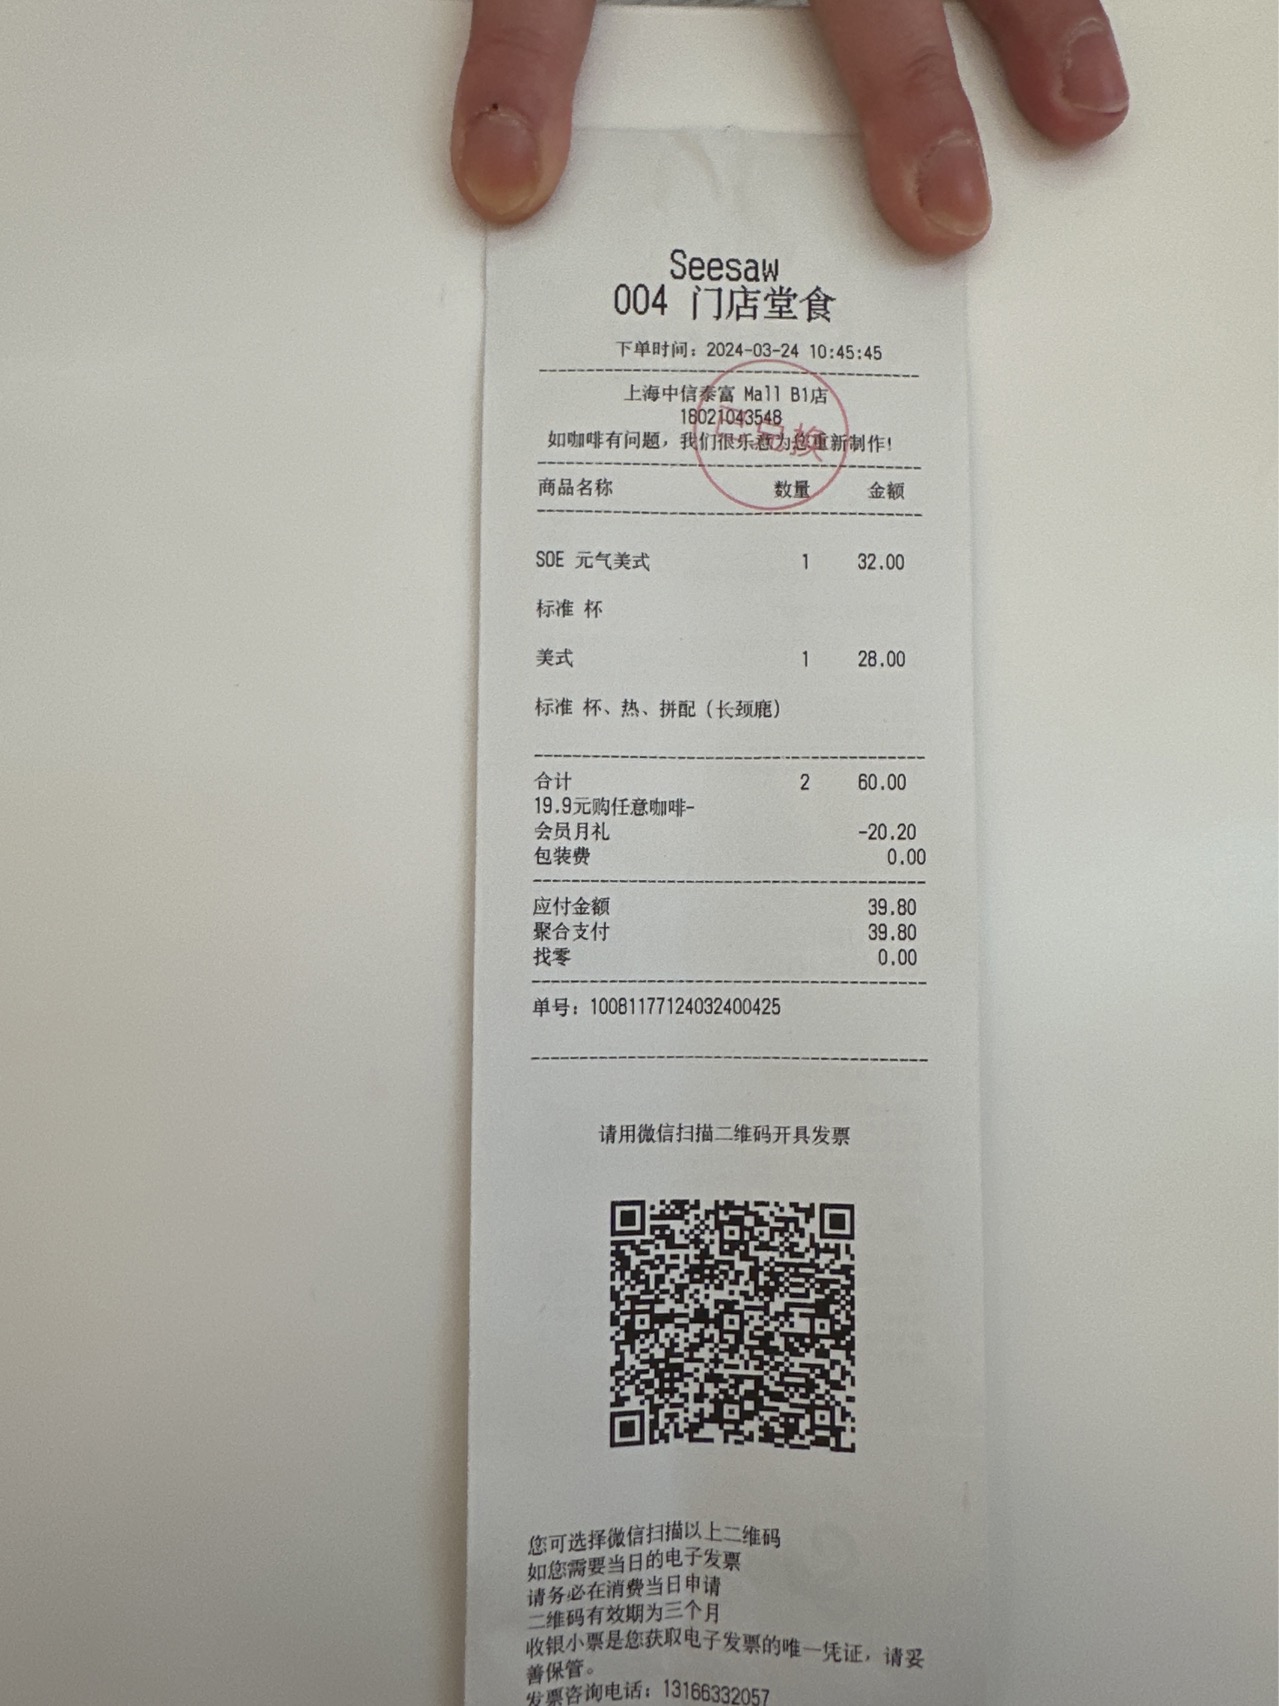 Seesaw
004 门店堂食
下单时间：2024-03-24 10:45:45
上海中信泰富 Mall B1店
18021043548
已兑换
如咖啡有问题，我们很乐意为您重新制作!
商品名称 数量 金额
SOE 元气美式 1 32.00
标准 杯
美式 1 28.00
标准 杯、热、拼配（长颈鹿）
合计 2 60.00
19.9元购任意咖啡-
会员月礼 -20.20
包装费 0.00
应付金额 39.80
聚合支付 39.80
找零 0.00
单号：10081177124032400425
请用微信扫描二维码开具发票
您可选择微信扫描以上二维码
如您需要当日的电子发票
请务必在消费当日申请
二维码有效期为三个月
收银小票是您获取电子发票的唯一凭证，请妥
善保管。
发票咨询电话：13166332057